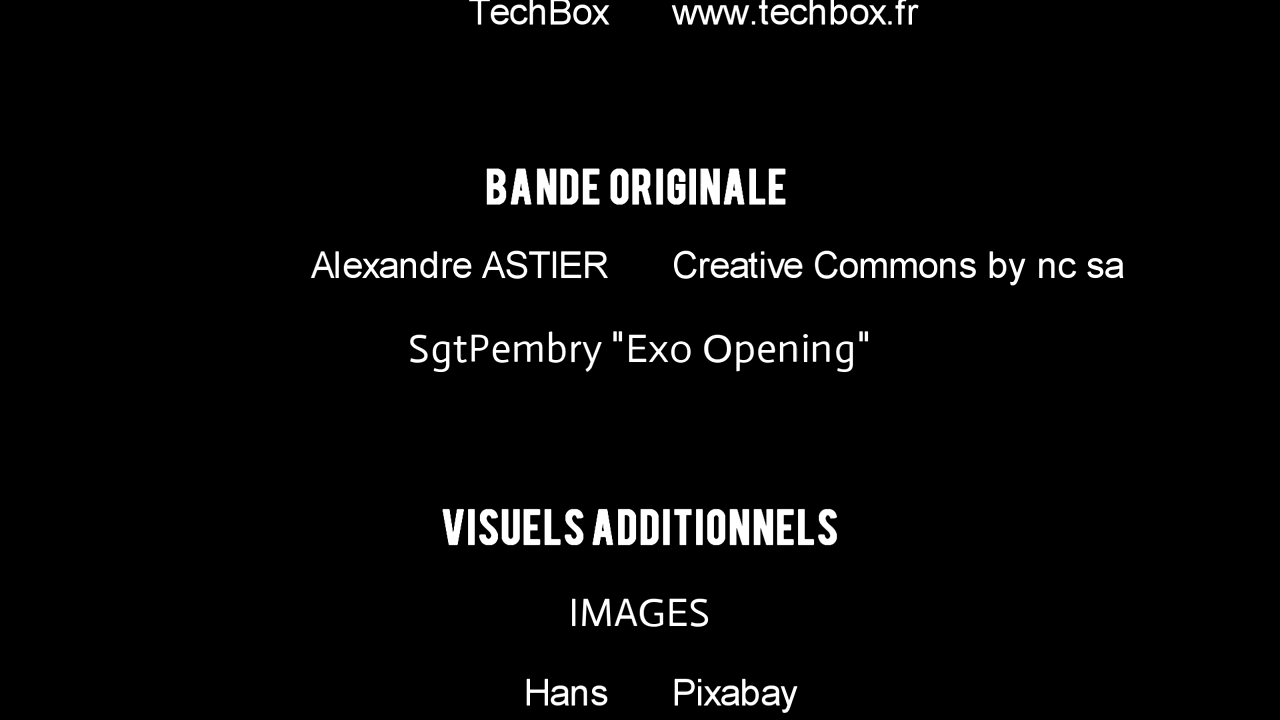 TechBox www.techbox.fr
BANDE ORIGINALE
Alexandre ASTIER Creative Commons by nc sa
SgtPembry "Exo Opening"
VISUELS ADDITIONNELS
IMAGES
Hans Pixabay